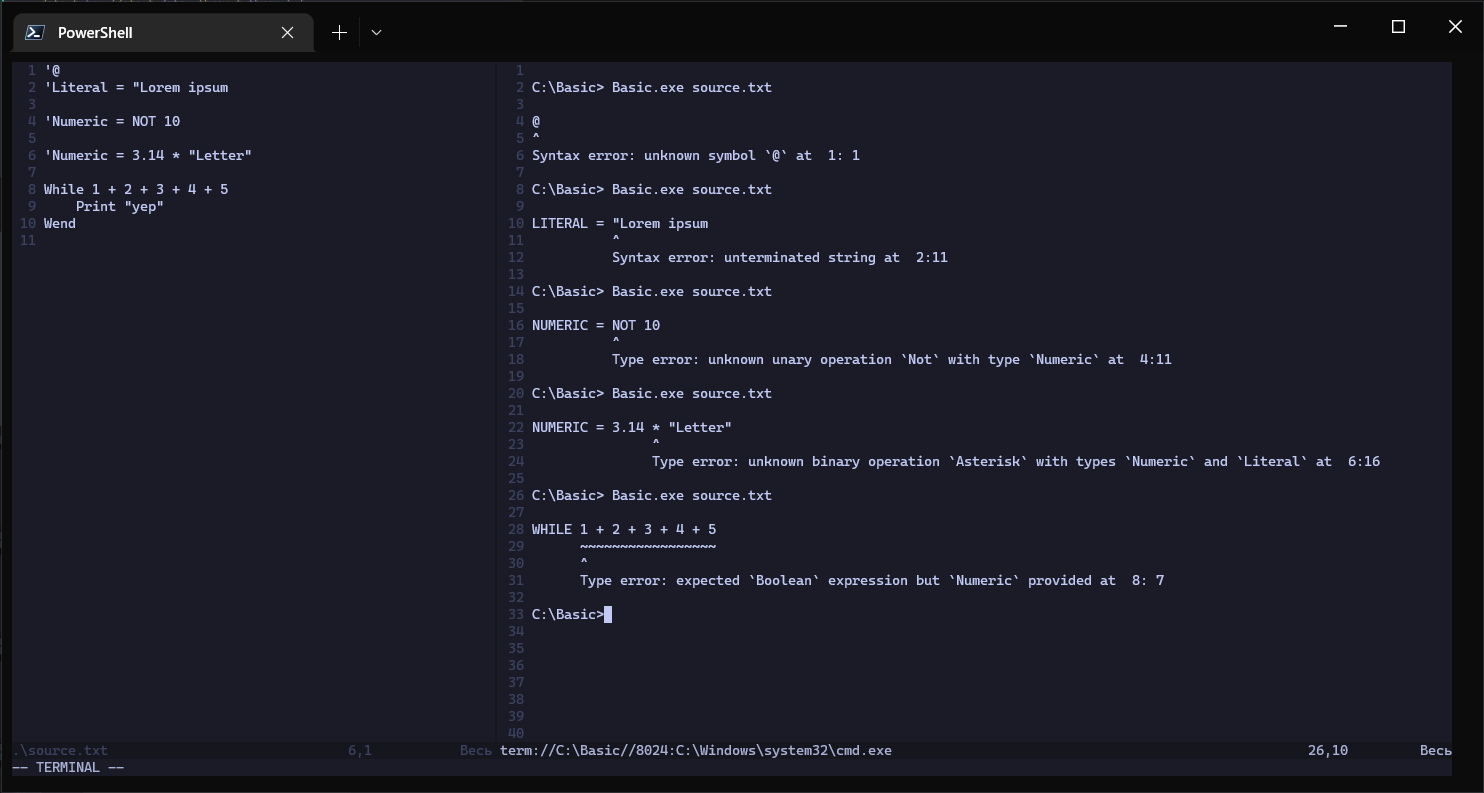 PowerShell
1 '@
2 'Literal = "Lorem ipsum
3
4 'Numeric = NOT 10
5
6 'Numeric = 3.14 * "Letter"
7
8 While 1 + 2 + 3 + 4 + 5
9     Print "yep"
10 Wend
11
.\source.txt 6,1 Весь
1
2 C:\Basic> Basic.exe source.txt
3
4 @
5 ^
6 Syntax error: unknown symbol `@` at  1: 1
7
8 C:\Basic> Basic.exe source.txt
9
10 LITERAL = "Lorem ipsum
11           ^
12           Syntax error: unterminated string at  2:11
13
14 C:\Basic> Basic.exe source.txt
15
16 NUMERIC = NOT 10
17           ^
18           Type error: unknown unary operation `Not` with type `Numeric` at  4:11
19
20 C:\Basic> Basic.exe source.txt
21
22 NUMERIC = 3.14 * "Letter"
23                ^
24                Type error: unknown binary operation `Asterisk` with types `Numeric` and `Literal` at  6:16
25
26 C:\Basic> Basic.exe source.txt
27
28 WHILE 1 + 2 + 3 + 4 + 5
29       ~~~~~~~~~~~~~~~~~
30       ^
31       Type error: expected `Boolean` expression but `Numeric` provided at  8: 7
32
33 C:\Basic>
34
35
36
37
38
39
40
term://C:\Basic//8024:C:\Windows\system32\cmd.exe 26,10 Весь
-- TERMINAL --